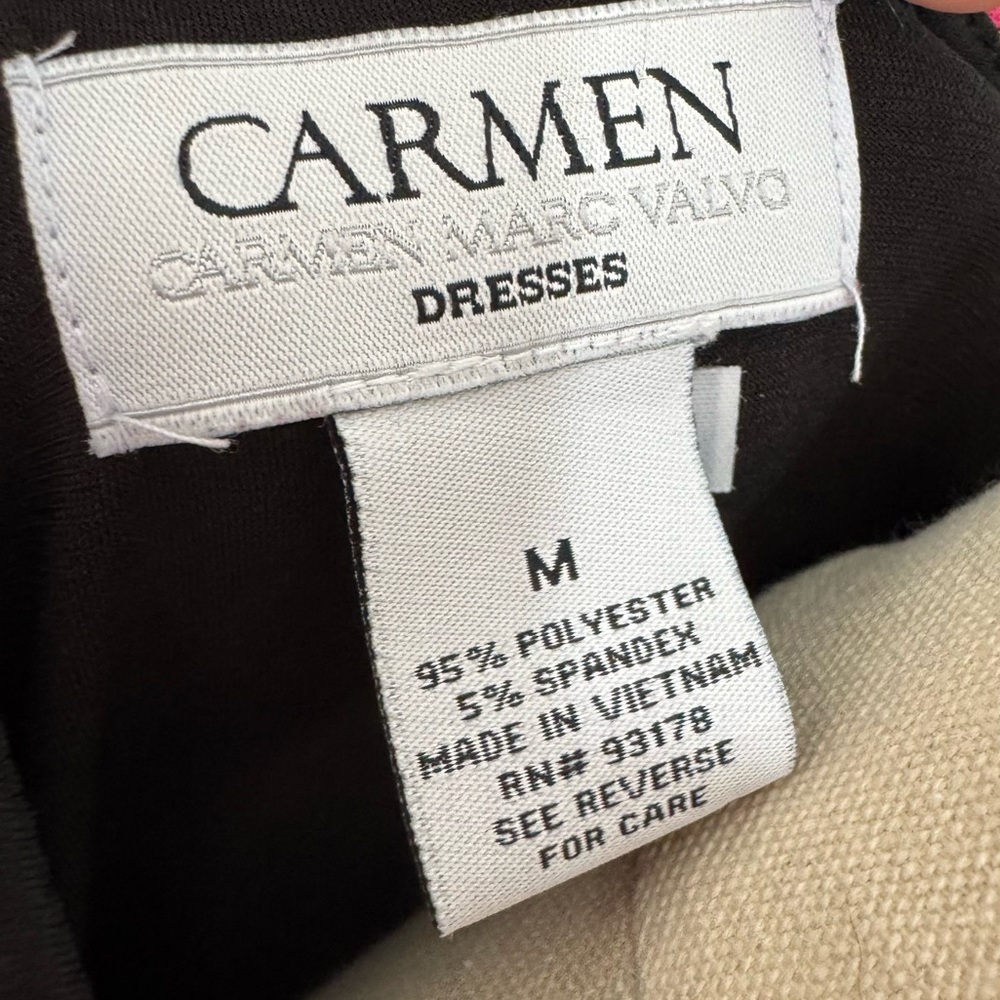 CARMEN
CARMEN MARC VALVO
DRESSES
M
95% POLYESTER
5% SPANDEX
MADE IN VIETNAM
RN# 93178
SEE REVERSE
FOR CARE